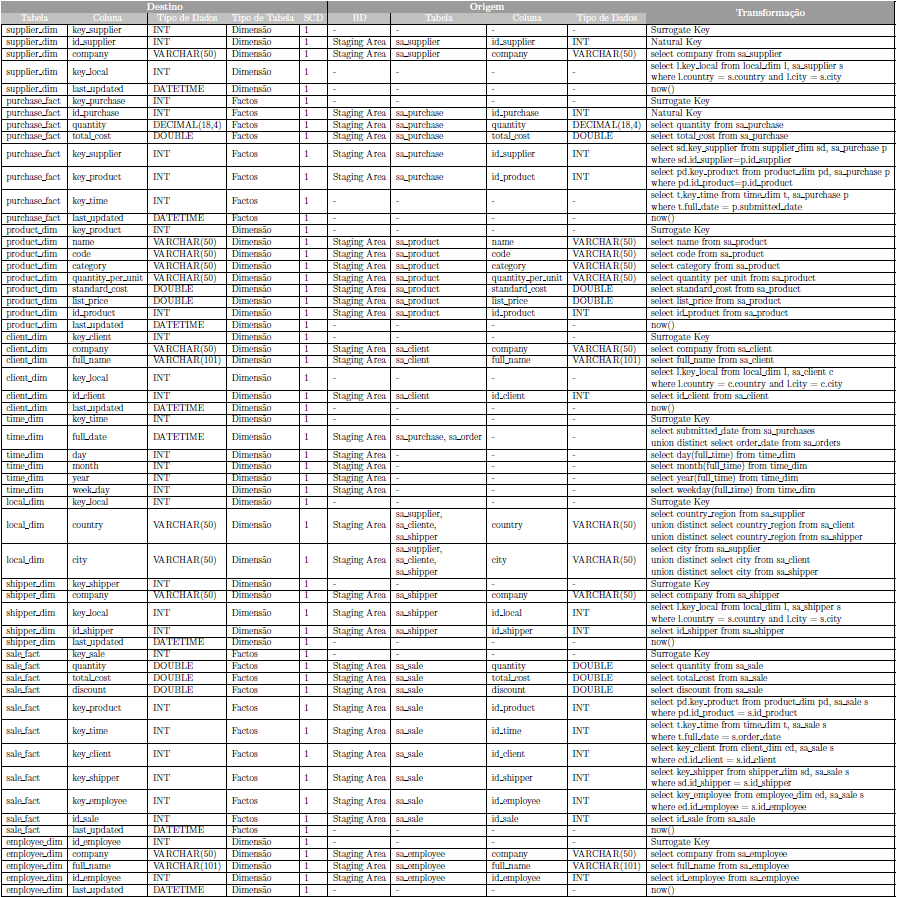 Destino Origem Transformação
Tabela Coluna Tipo de Dados Tipo de Tabela SCD BD Tabela Coluna Tipo de Dados
supplier_dim key_supplier INT Dimensão 1 - - - - Surrogate Key
supplier_dim id_supplier INT Dimensão 1 Staging Area sa_supplier id_supplier INT Natural Key
supplier_dim company VARCHAR(50) Dimensão 1 Staging Area sa_supplier company VARCHAR(50) select company from sa_supplier
supplier_dim key_local INT Dimensão 1 - - - - select l.key_local from local_dim l, sa_supplier s
where l.country = s.country and l.city = s.city
supplier_dim last_updated DATETIME Dimensão 1 - - - - now()
purchase_fact key_purchase INT Factos 1 - - - - Surrogate Key
purchase_fact id_purchase INT Factos 1 Staging Area sa_purchase id_purchase INT Natural Key
purchase_fact quantity DECIMAL(18,4) Factos 1 Staging Area sa_purchase quantity DECIMAL(18,4) select quantity from sa_purchase
purchase_fact total_cost DOUBLE Factos 1 Staging Area sa_purchase total_cost DOUBLE select total_cost from sa_purchase
purchase_fact key_supplier INT Factos 1 Staging Area sa_purchase id_supplier INT select sd.key_supplier from supplier_dim sd, sa_purchase p
where sd.id_supplier=p.id_supplier
purchase_fact key_product INT Factos 1 Staging Area sa_purchase id_product INT select pd.key_product from product_dim pd, sa_purchase p
where pd.id_product=p.id_product
purchase_fact key_time INT Factos 1 - - - - select t.key_time from time_dim t, sa_purchase p
where t.full_date = p.submitted_date
purchase_fact last_updated DATETIME Factos 1 - - - - now()
product_dim key_product INT Dimensão 1 - - - - Surrogate Key
product_dim name VARCHAR(50) Dimensão 1 Staging Area sa_product name VARCHAR(50) select name from sa_product
product_dim code VARCHAR(50) Dimensão 1 Staging Area sa_product code VARCHAR(50) select code from sa_product
product_dim category VARCHAR(50) Dimensão 1 Staging Area sa_product category VARCHAR(50) select category from sa_product
product_dim quantity_per_unit VARCHAR(50) Dimensão 1 Staging Area sa_product quantity_per_unit VARCHAR(50) select quantity per unit from sa_product
product_dim standard_cost DOUBLE Dimensão 1 Staging Area sa_product standard_cost DOUBLE select standard_cost from sa_product
product_dim list_price DOUBLE Dimensão 1 Staging Area sa_product list_price DOUBLE select list_price from sa_product
product_dim id_product INT Dimensão 1 Staging Area sa_product id_product INT select id_product from sa_product
product_dim last_updated DATETIME Dimensão 1 - - - - now()
client_dim key_client INT Dimensão 1 - - - - Surrogate Key
client_dim company VARCHAR(50) Dimensão 1 Staging Area sa_client company VARCHAR(50) select company from sa_client
client_dim full_name VARCHAR(101) Dimensão 1 Staging Area sa_client full_name VARCHAR(101) select full_name from sa_client
client_dim key_local INT Dimensão 1 - - - - select l.key_local from local_dim l, sa_client c
where l.country = c.country and l.city = c.city
client_dim id_client INT Dimensão 1 Staging Area sa_client id_client INT select id_client from sa_client
client_dim last_updated DATETIME Dimensão 1 - - - - now()
time_dim key_time INT Dimensão 1 - - - - Surrogate Key
time_dim full_date DATETIME Dimensão 1 Staging Area sa_purchase, sa_order - - select submitted_date from sa_purchases
union distinct select order_date from sa_orders
time_dim day INT Dimensão 1 Staging Area - - - select day(full_time) from time_dim
time_dim month INT Dimensão 1 Staging Area - - - select month(full_time) from time_dim
time_dim year INT Dimensão 1 Staging Area - - - select year(full_time) from time_dim
time_dim week_day INT Dimensão 1 Staging Area - - - select weekday(full_time) from time_dim
local_dim key_local INT Dimensão 1 - - - - Surrogate Key
local_dim country VARCHAR(50) Dimensão 1 Staging Area sa_supplier, sa_cliente, sa_shipper country VARCHAR(50) select country_region from sa_supplier
union distinct select country_region from sa_client
union distinct select country_region from sa_shipper
local_dim city VARCHAR(50) Dimensão 1 Staging Area sa_supplier, sa_cliente, sa_shipper city VARCHAR(50) select city from sa_supplier
union distinct select city from sa_client
union distinct select city from sa_shipper
shipper_dim key_shipper INT Dimensão 1 - - - - Surrogate Key
shipper_dim company VARCHAR(50) Dimensão 1 Staging Area sa_shipper company VARCHAR(50) select company from sa_shipper
shipper_dim key_local INT Dimensão 1 Staging Area sa_shipper id_local INT select l.key_local from local_dim l, sa_shipper s
where l.country = s.country and l.city = s.city
shipper_dim id_shipper INT Dimensão 1 Staging Area sa_shipper id_shipper INT select id_shipper from sa_shipper
shipper_dim last_updated DATETIME Dimensão 1 - - - - now()
sale_fact key_sale INT Factos 1 - - - - Surrogate Key
sale_fact quantity DOUBLE Factos 1 Staging Area sa_sale quantity DOUBLE select quantity from sa_sale
sale_fact total_cost DOUBLE Factos 1 Staging Area sa_sale total_cost DOUBLE select total_cost from sa_sale
sale_fact discount DOUBLE Factos 1 Staging Area sa_sale discount DOUBLE select discount from sa_sale
sale_fact key_product INT Factos 1 Staging Area sa_sale id_product INT select pd.key_product from product_dim pd, sa_sale s
where pd.id_product = s.id_product
sale_fact key_time INT Factos 1 Staging Area sa_sale id_time INT select t.key_time from time_dim t, sa_sale s
where t.full_date = s.order_date
sale_fact key_client INT Factos 1 Staging Area sa_sale id_client INT select key_client from client_dim cd, sa_sale s
where cd.id_client = s.id_client
sale_fact key_shipper INT Factos 1 Staging Area sa_sale id_shipper INT select key_shipper from shipper_dim sd, sa_sale s
where sd.id_shipper = s.id_shipper
sale_fact key_employee INT Factos 1 Staging Area sa_sale id_employee INT select key_employee from employee_dim ed, sa_sale s
where ed.id_employee = s.id_employee
sale_fact id_sale INT Factos 1 Staging Area sa_sale id_sale INT select id_sale from sa_sale
sale_fact last_updated DATETIME Factos 1 - - - - now()
employee_dim id_employee INT Dimensão 1 - - - - Surrogate Key
employee_dim company VARCHAR(50) Dimensão 1 Staging Area sa_employee company VARCHAR(50) select company from sa_employee
employee_dim full_name VARCHAR(101) Dimensão 1 Staging Area sa_employee full_name VARCHAR(101) select full_name from sa_employee
employee_dim id_employee INT Dimensão 1 Staging Area sa_employee id_employee INT select id_employee from sa_employee
employee_dim last_updated DATETIME Dimensão 1 - - - - now()